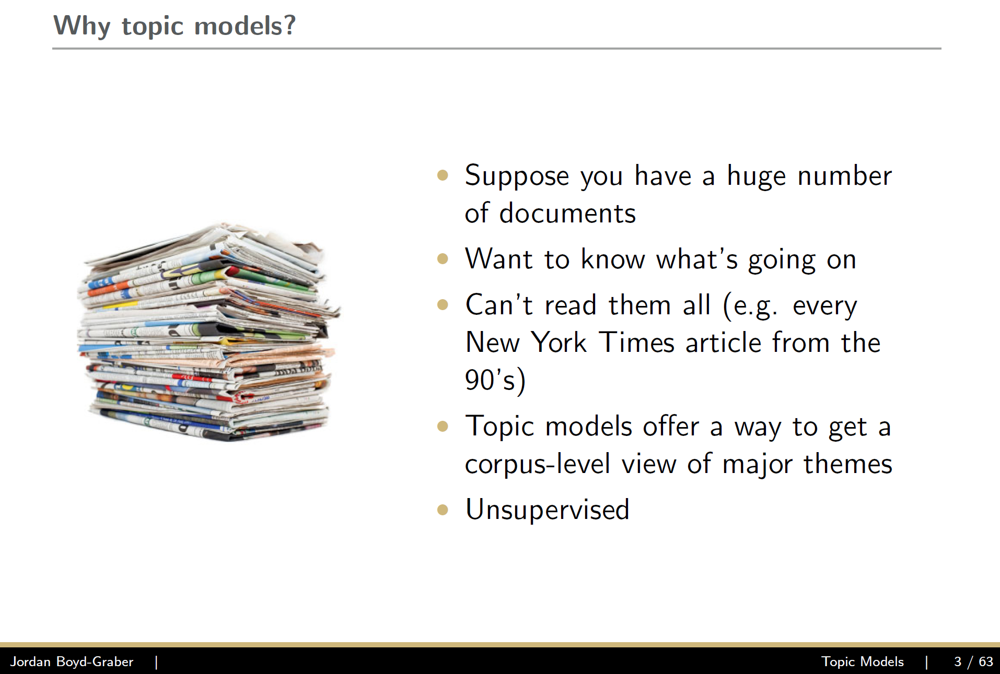 Why topic models?
• Suppose you have a huge number
of documents
• Want to know what's going on
• Can't read them all (e.g. every
New York Times article from the
90's)
• Topic models offer a way to get a
corpus-level view of major themes
• Unsupervised
Jordan Boyd-Graber |
Topic Models | 3 / 63